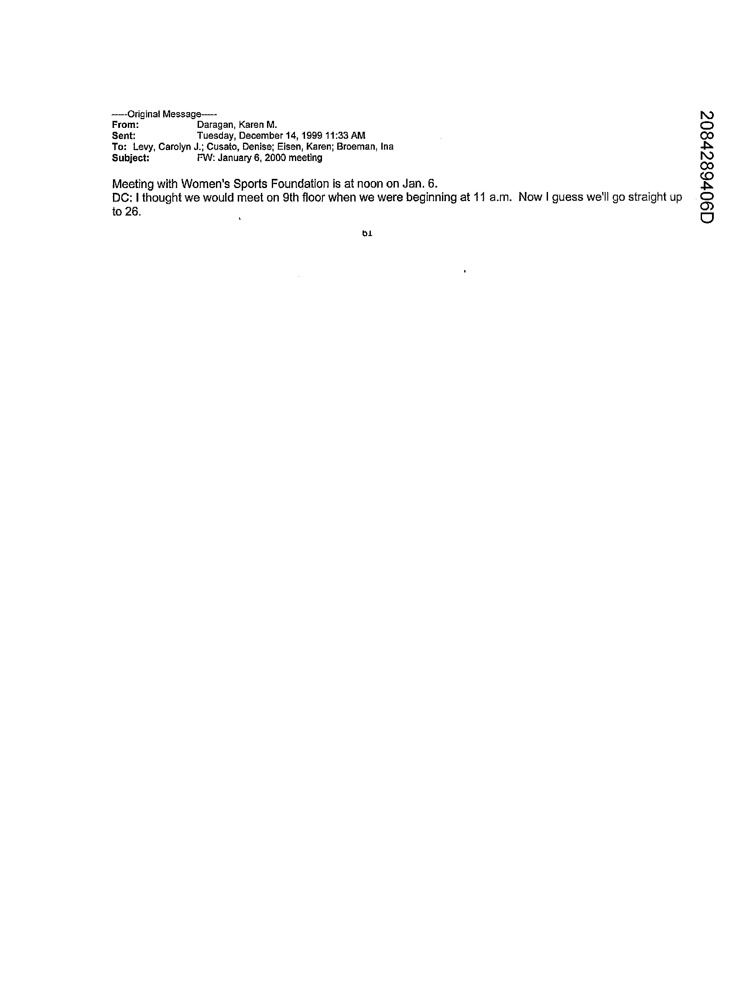 -----Original Message-----
From: Daragan, Karen M.
Sent: Tuesday, December 14, 1999 11:33 AM
To: Levy, Carolyn J.; Cusato, Denise; Eisen, Karen; Broeman, Ina
Subject: FW: January 6, 2000 meeting
Meeting with Women's Sports Foundation is at noon on Jan. 6.
DC: I thought we would meet on 9th floor when we were beginning at 11 a.m. Now I guess we'll go straight up
to 26.
2084289406D